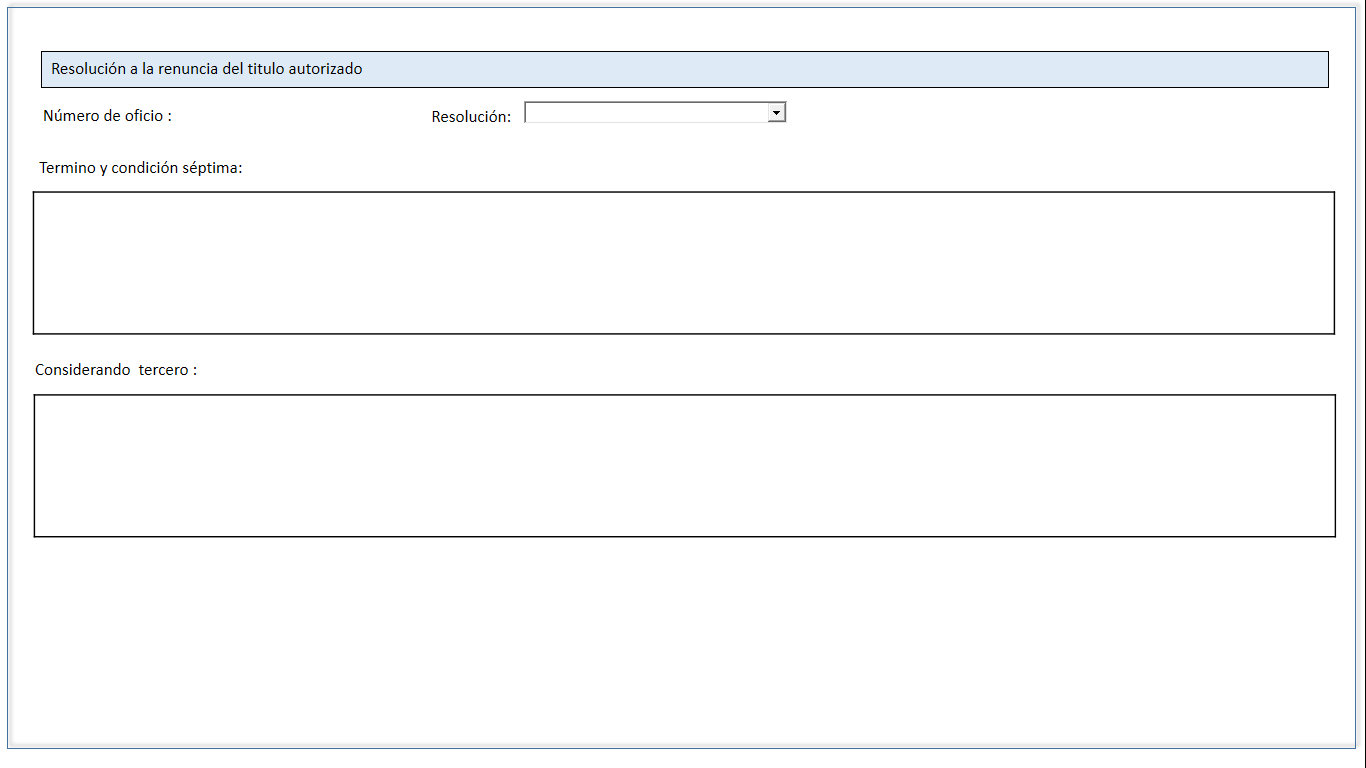 Resolución a la renuncia del titulo autorizado
Número de oficio :
Resolución:
Termino y condición séptima:
Considerando  tercero :